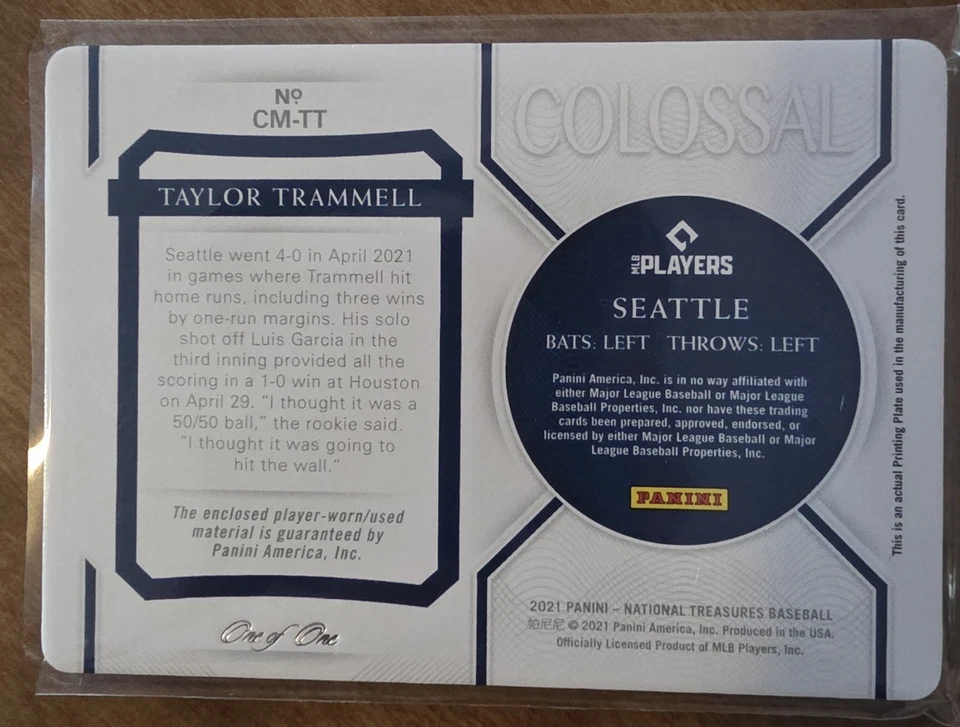 Nº
CM-TT
TAYLOR TRAMMELL
Seattle went 4-0 in April 2021
in games where Trammell hit
home runs, including three wins
by one-run margins. His solo
shot off Luis Garcia in the
third inning provided all the
scoring in a 1-0 win at Houston
on April 29. “I thought it was a
50/50 ball,” the rookie said.
“I thought it was going to
hit the wall.”
The enclosed player-worn/used
material is guaranteed by
Panini America, Inc.
One of One
COLOSSAL
MLB PLAYERS
SEATTLE
BATS: LEFT THROWS: LEFT
Panini America, Inc. is in no way affiliated with
either Major League Baseball or Major League
Baseball Properties, Inc. nor have these trading
cards been prepared, approved, endorsed, or
licensed by either Major League Baseball or Major
League Baseball Properties, Inc.
PANINI
2021 PANINI – NATIONAL TREASURES BASEBALL
帕尼尼 © 2021 Panini America, Inc. Produced in the USA.
Officially Licensed Product of MLB Players, Inc.
This is an actual Printing Plate used in the manufacturing of this card.